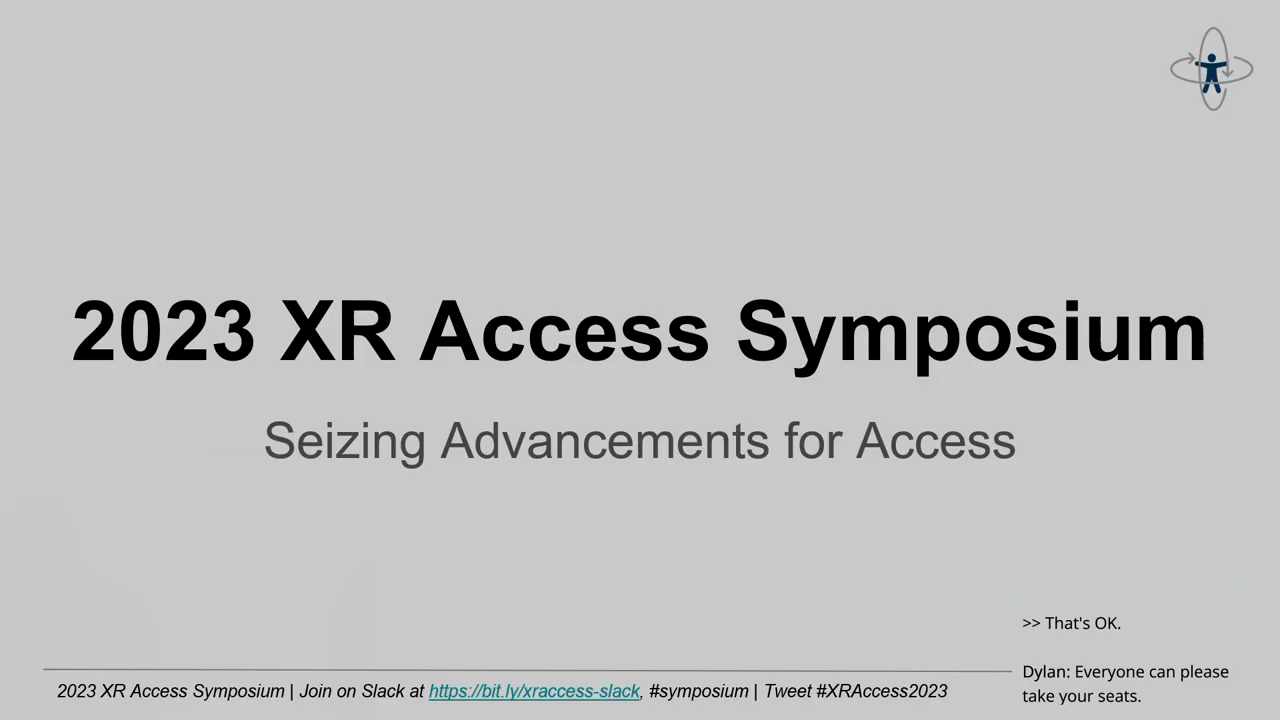 2023 XR Access Symposium
Seizing Advancements for Access
>> That's OK.
Dylan: Everyone can please
take your seats.
2023 XR Access Symposium | Join on Slack at https://bit.ly/xraccess-slack, #symposium | Tweet #XRAccess2023